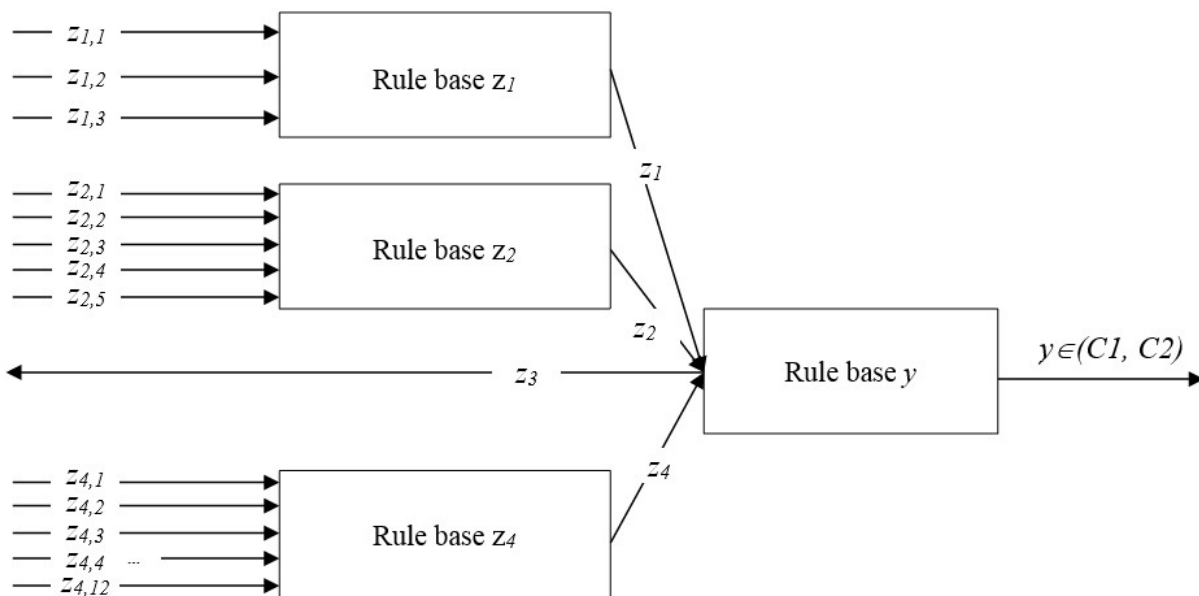 z1,1
z1,2
z1,3
Rule base z1
z1
z2,1
z2,2
z2,3
z2,4
z2,5
Rule base z2
z2
z3
Rule base y
y∈(C1, C2)
z4,1
z4,2
z4,3
z4,4 ...
z4,12
Rule base z4
z4